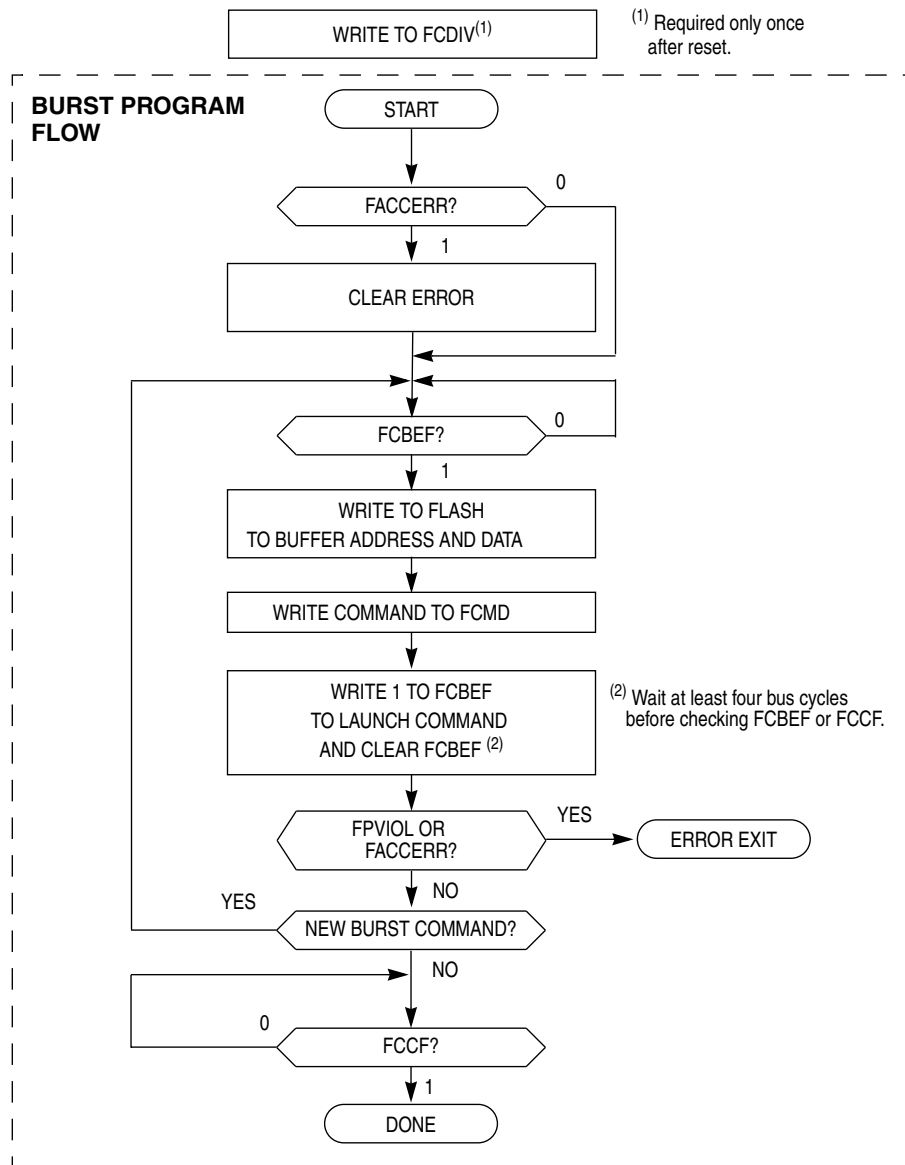 WRITE TO FCDIV(1)
(1) Required only once
after reset.
BURST PROGRAM
FLOW
START
0
FACCERR?
1
CLEAR ERROR
FCBEF?
0
1
WRITE TO FLASH
TO BUFFER ADDRESS AND DATA
WRITE COMMAND TO FCMD
WRITE 1 TO FCBEF
TO LAUNCH COMMAND
AND CLEAR FCBEF (2)
(2) Wait at least four bus cycles
before checking FCBEF or FCCF.
FPVIOL OR
FACCERR?
YES
ERROR EXIT
NO
YES
NEW BURST COMMAND?
NO
0
FCCF?
1
DONE